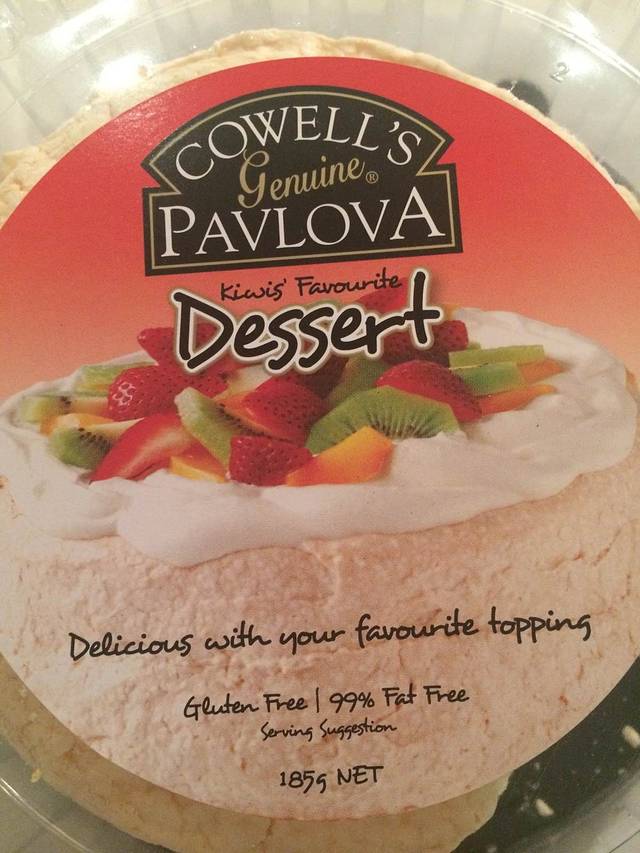 COWELL'S
Genuine®
PAVLOVA
Kiwis' Favourite
Dessert
Delicious with your favourite topping
Gluten Free | 99% Fat Free
Serving Suggestion
185g NET
2